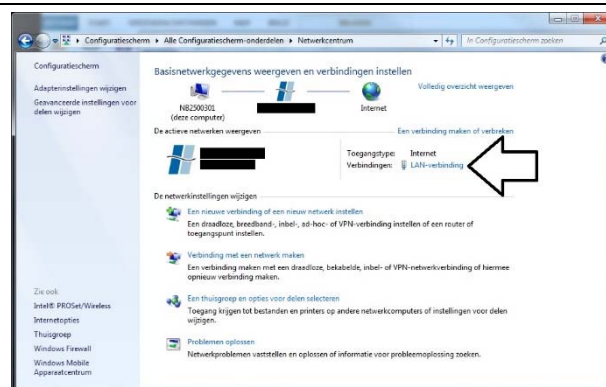 Configuratiescherm ▸ Alle Configuratiescherm-onderdelen ▸ Netwerkcentrum
In Configuratiescherm zoeken
Configuratiescherm
Adapterinstellingen wijzigen
Geavanceerde instellingen voor
delen wijzigen
Basisnetwerkgegevens weergeven en verbindingen instellen
Volledig overzicht weergeven
NB2500301
(deze computer)
Internet
De actieve netwerken weergeven
Een verbinding maken of verbreken
Toegangstype: Internet
Verbindingen: LAN-verbinding
De netwerkinstellingen wijzigen
Een nieuwe verbinding of een nieuw netwerk instellen
Een draadloze, breedband-, inbel-, ad-hoc- of VPN-verbinding instellen of een router of
toegangspunt instellen.
Verbinding met een netwerk maken
Een verbinding maken met een draadloze, bekabelde, inbel- of VPN-netwerkverbinding of hiermee
opnieuw verbinding maken.
Een thuisgroep en opties voor delen selecteren
Toegang krijgen tot bestanden en printers op andere netwerkcomputers of instellingen voor delen
wijzigen.
Problemen oplossen
Netwerkproblemen vaststellen en oplossen of informatie voor probleemoplossing zoeken.
Zie ook
Intel® PROSet/Wireless
Internetopties
Thuisgroep
Windows Firewall
Windows Mobile
Apparaatcentrum